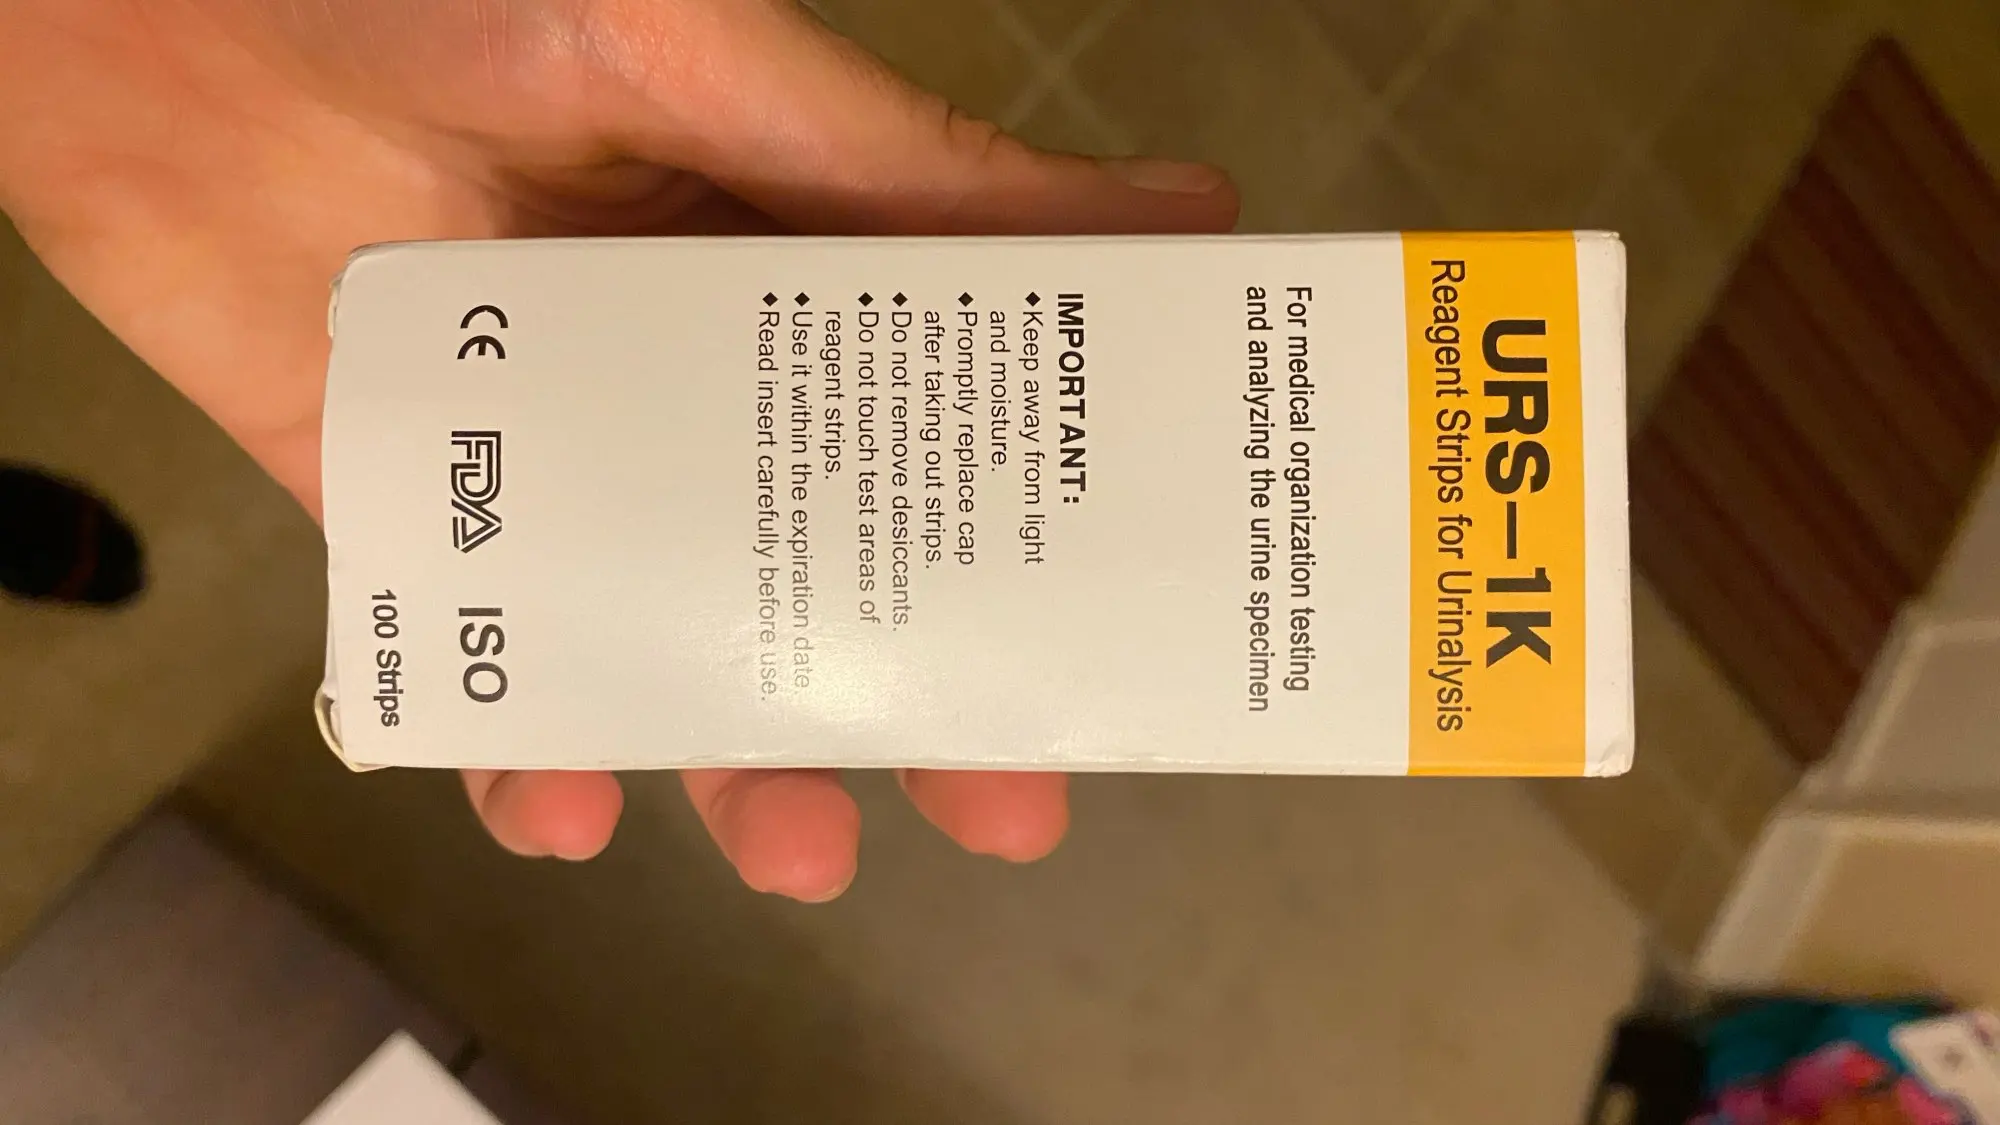 URS-1K
Reagent Strips for Urinalysis
For medical organization testing
and analyzing the urine specimen
IMPORTANT:
◆Keep away from light
and moisture.
◆Promptly replace cap
after taking out strips.
◆Do not remove desiccants.
◆Do not touch test areas of
reagent strips.
◆Use it within the expiration date.
◆Read insert carefully before use.
CE FDA ISO
100 Strips